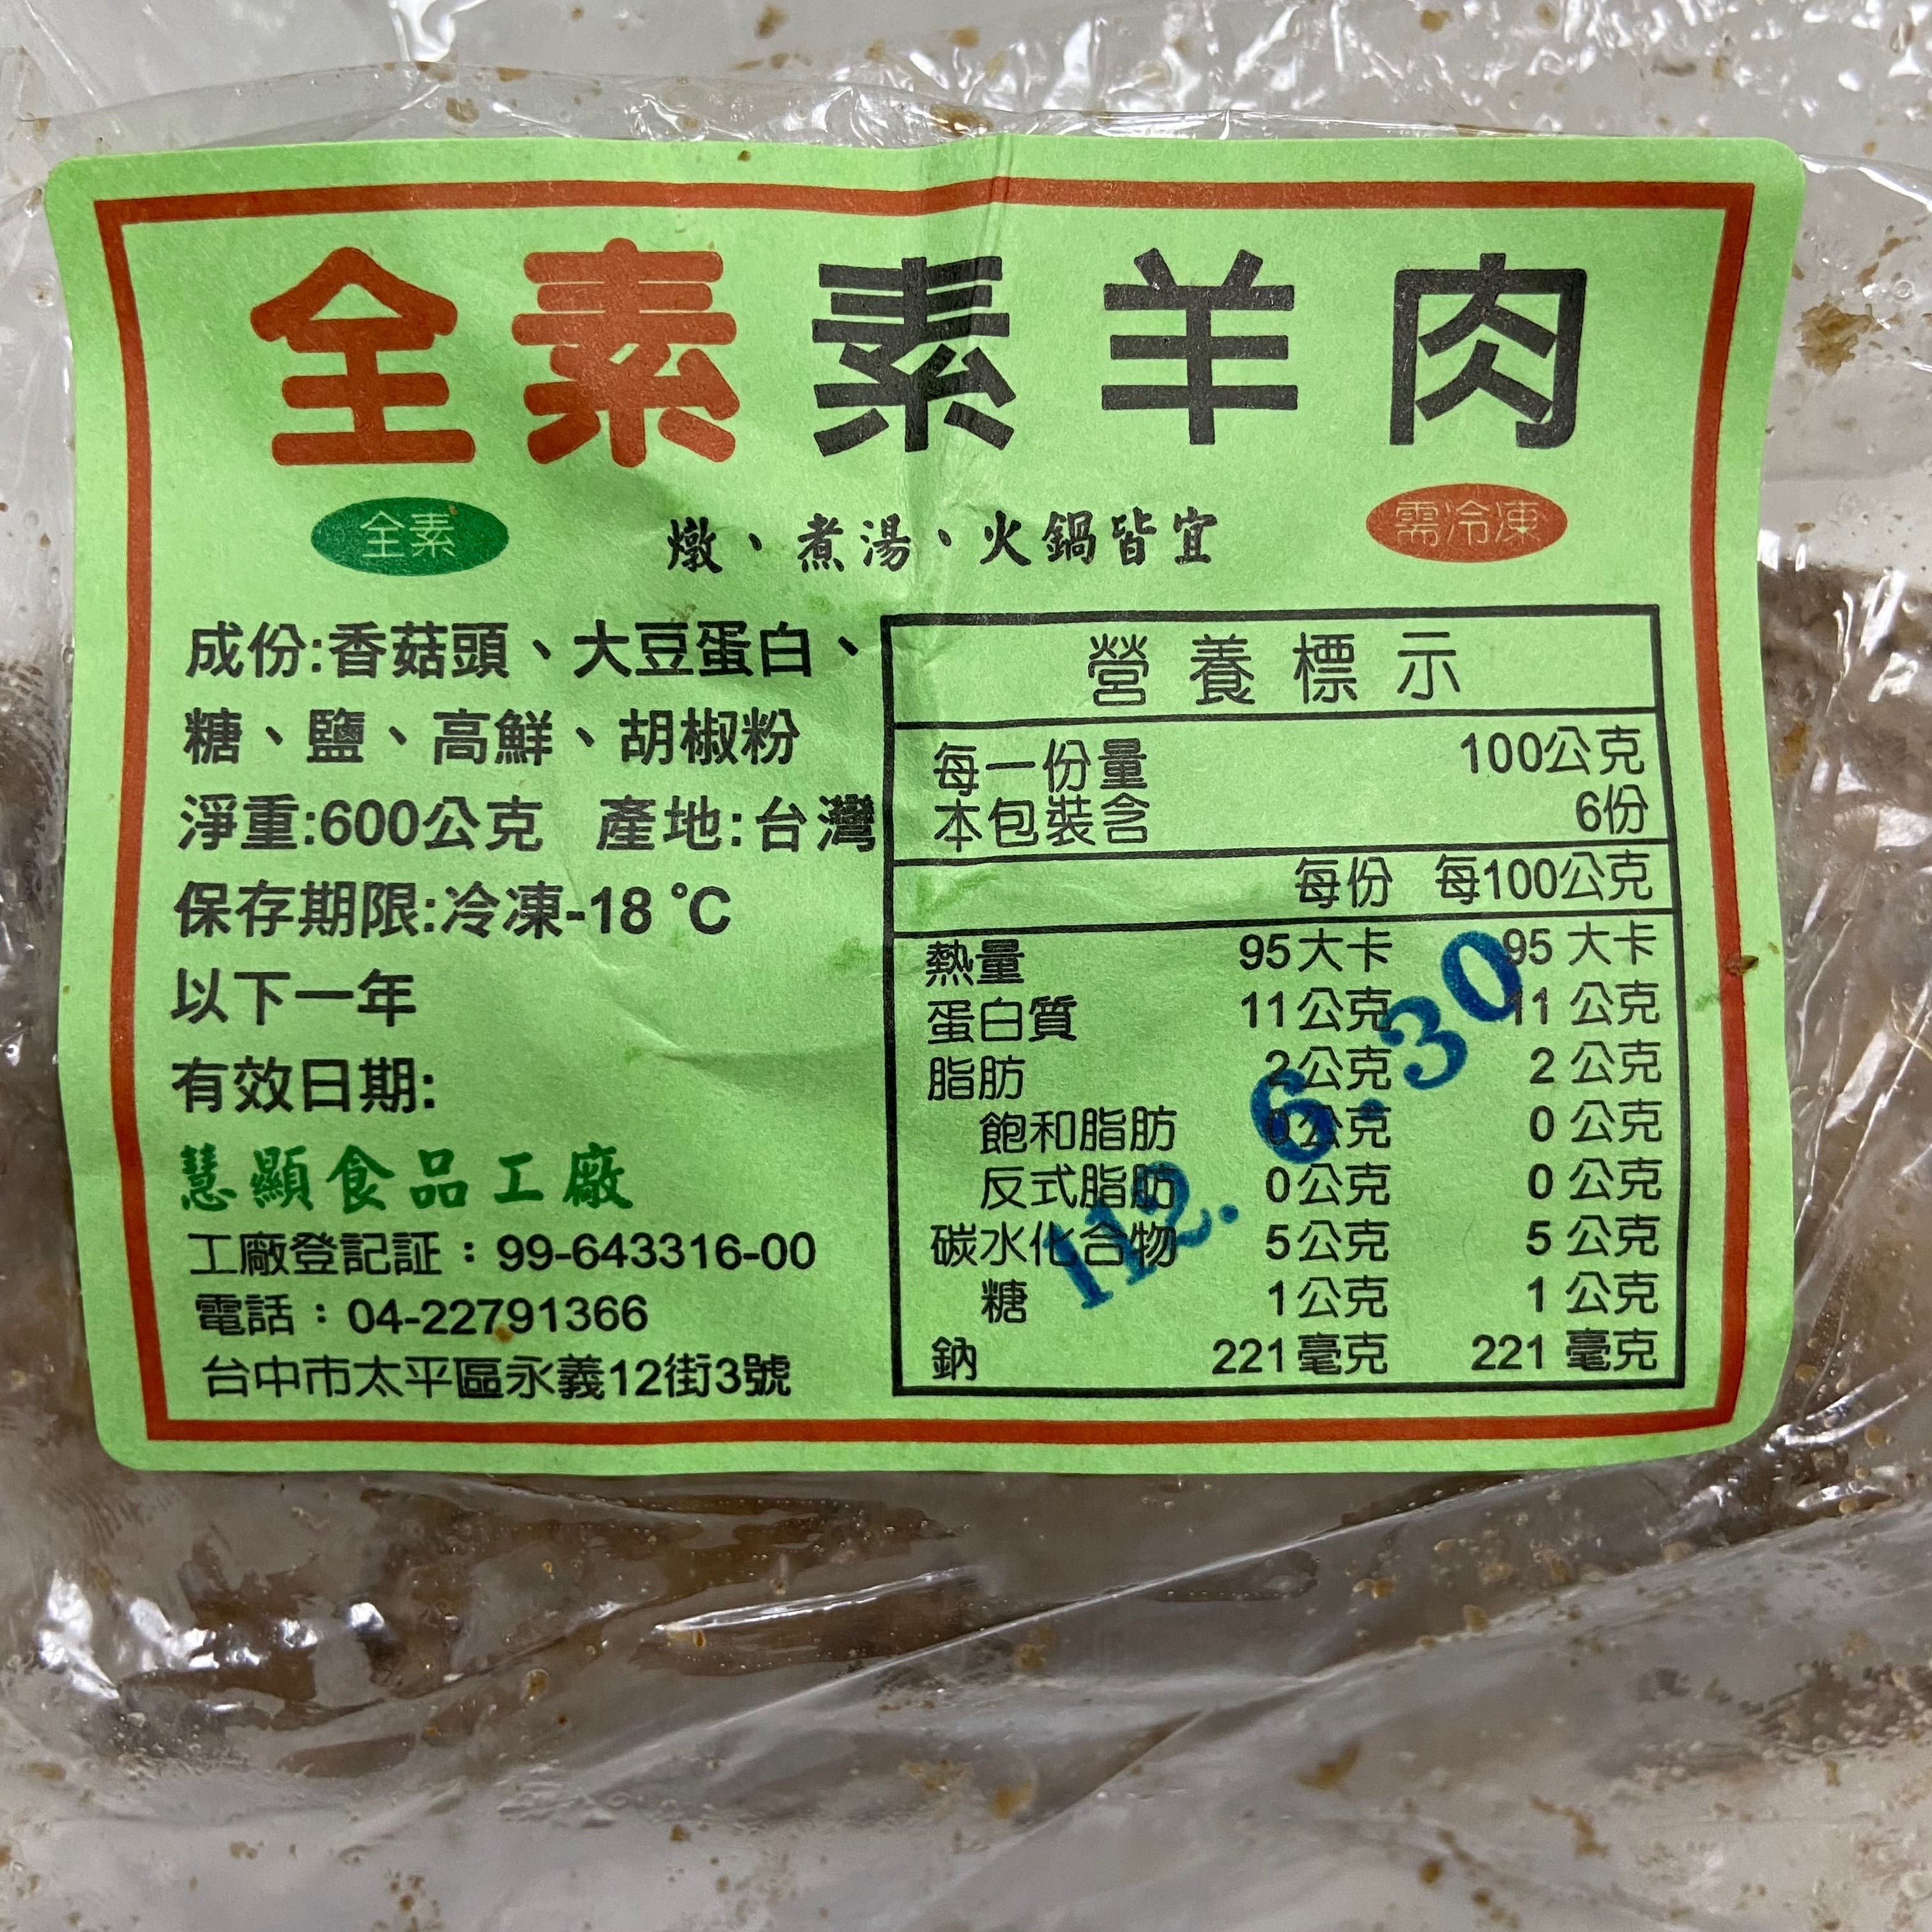 全素素羊肉
全素
燉、煮湯、火鍋皆宜
需冷凍
成份:香菇頭、大豆蛋白、
糖、鹽、高鮮、胡椒粉
淨重:600公克 產地:台灣
保存期限:冷凍-18℃
以下一年
有效日期:
慧顯食品工廠
工廠登記証：99-643316-00
電話：04-22791366
台中市太平區永義12街3號
營養標示
每一份量 100公克
本包裝含 6份
每份 每100公克
熱量 95大卡 95大卡
蛋白質 11公克 11公克
脂肪 2公克 2公克
飽和脂肪 0公克 0公克
反式脂肪 0公克 0公克
碳水化合物 5公克 5公克
糖 1公克 1公克
鈉 221毫克 221毫克
112.6.30